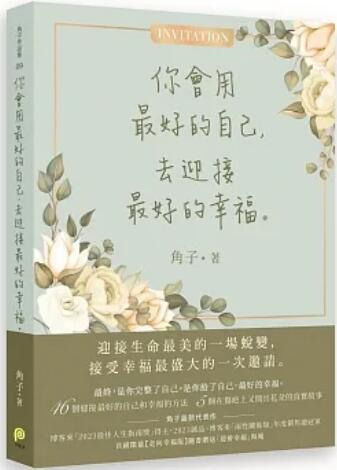 INVITATION
你會用
最好的自己,
去迎接
最好的幸福。
角子·著
迎接生命最美的一場蛻變,
接受幸福最盛大的一次邀請。
最終,是你完整了自己,是你給了自己,最好的幸福。
46個迎接最好的自己和幸福的方法 5個在傷疤上又開出花朵的真實故事
角子最新代表作
你會用最好的自己,去迎接最好的幸福。
角子·著